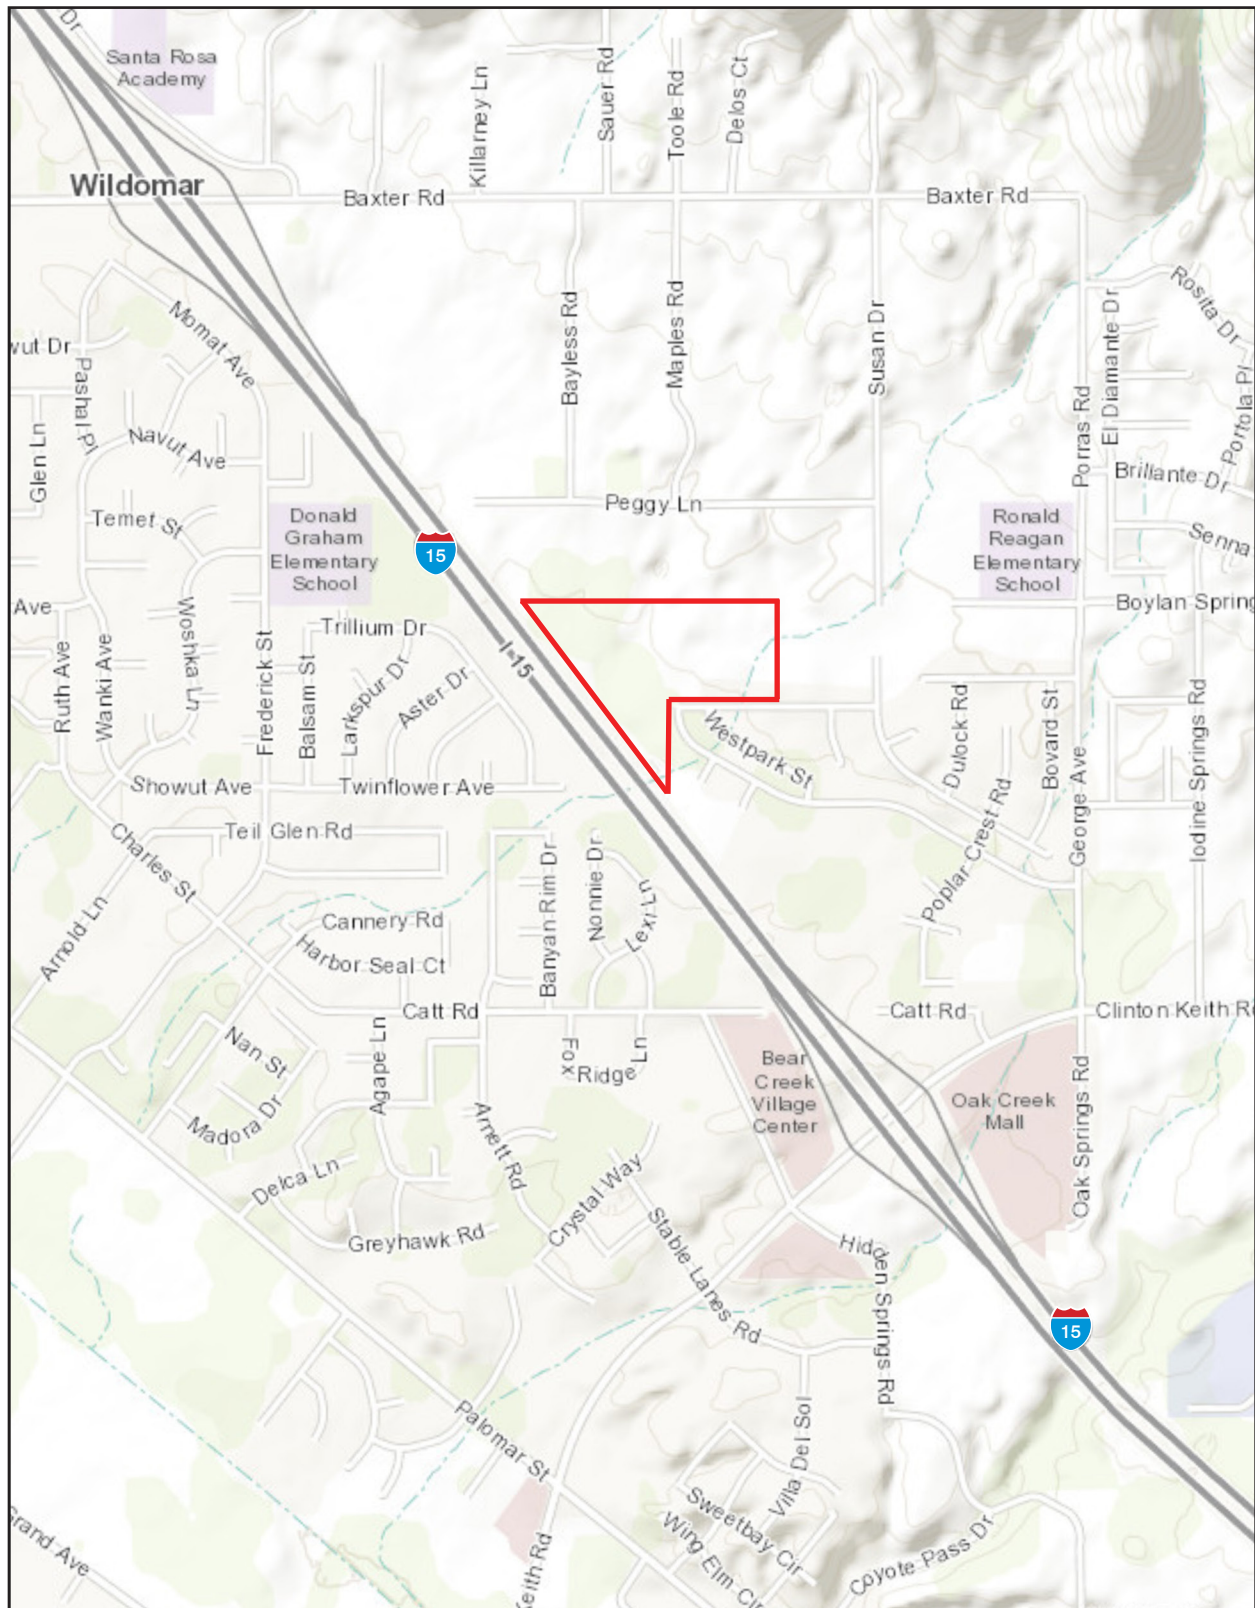 Dr
Santa Rosa
Academy
Killarney Ln
Sauer Rd
Toole Rd
Delos Ct
Wildomar
Baxter Rd
Baxter Rd
Momat Ave
Bayless Rd
Maples Rd
Susan Dr
Rosita Dr
El Diamante Dr
wut Dr
Pashal Pl
Portola Pl
Porras Rd
Navut Ave
Glen Ln
Brillante Dr
Peggy Ln
Temet St
Donald
Graham
Elementary
School
15
Ronald
Reagan
Elementary
School
Senna
Ave
Boylan Spring
Woshka Ln
Trillium Dr
I-15
Ruth Ave
Wanki Ave
Frederick St
Balsam St
Larkspur Dr
Aster Dr
Westpark St
Dulock Rd
Bovard St
Iodine Springs Rd
Showut Ave
Twinflower Ave
George Ave
Poplar Crest Rd
Teil Glen Rd
Charles St
Banyan Rim Dr
Nonnie Dr
Lexi Ln
Arnold Ln
Cannery Rd
Harbor Seal Ct
Catt Rd
Catt Rd
Clinton Keith Rd
Nan St
Agape Ln
Fox Ridge Ln
Bear
Creek
Village
Center
Oak Creek
Mall
Oak Springs Rd
Madora Dr
Arnett Rd
Delca Ln
Crystal Way
Greyhawk Rd
Stable Lanes Rd
Hidden Springs Rd
15
Palomar St
Villa Del Sol
Sweetbay Cir
Wing Elm Cir
Grand Ave
Keith Rd
Coyote Pass Dr